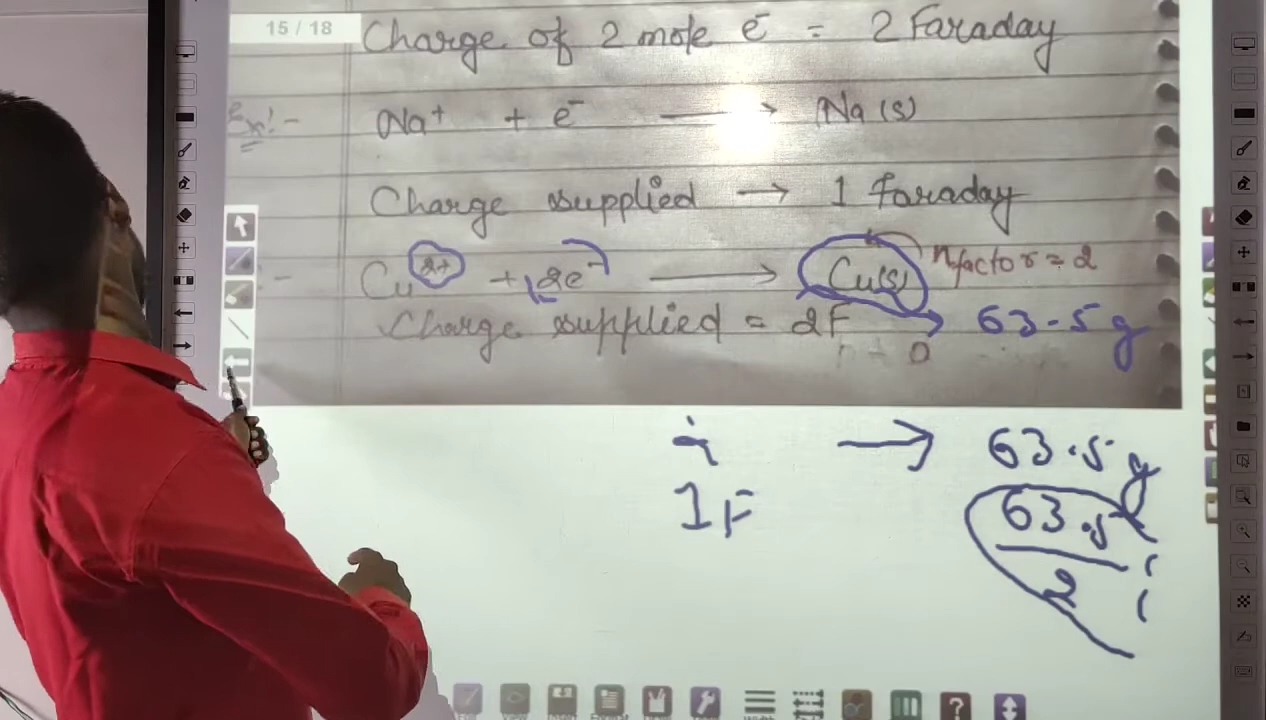 15 / 18
Charge of 2 mole e⁻ = 2 Faraday
Ex:-
Na⁺ + e⁻ → Na (s)
Charge supplied → 1 Faraday
Cu²⁺ + 2e⁻ → Cu(s) nfactor = 2
Charge supplied = 2F → 63.5 g
→ 63.5 g
1F 63.5
2